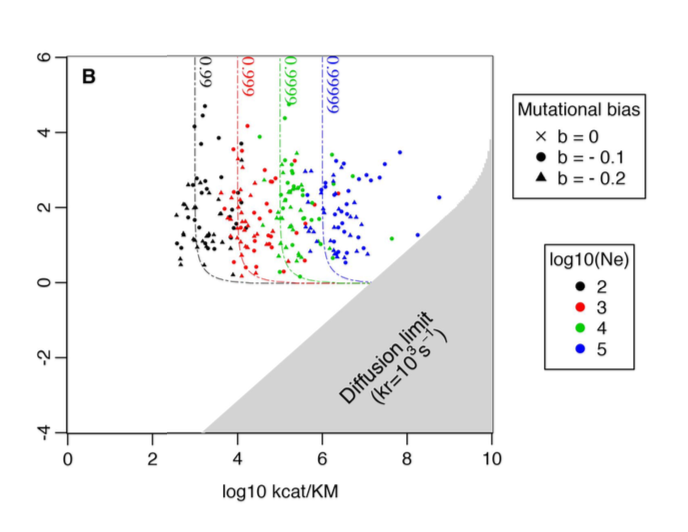 B
0.99
0.999
0.9999
0.99999
6
4
2
0
-2
-4
Diffusion limit
(kr=10³s⁻¹)
0
2
4
6
8
10
log10 kcat/KM
Mutational bias
b = 0
b = - 0.1
b = - 0.2
log10(Ne)
2
3
4
5